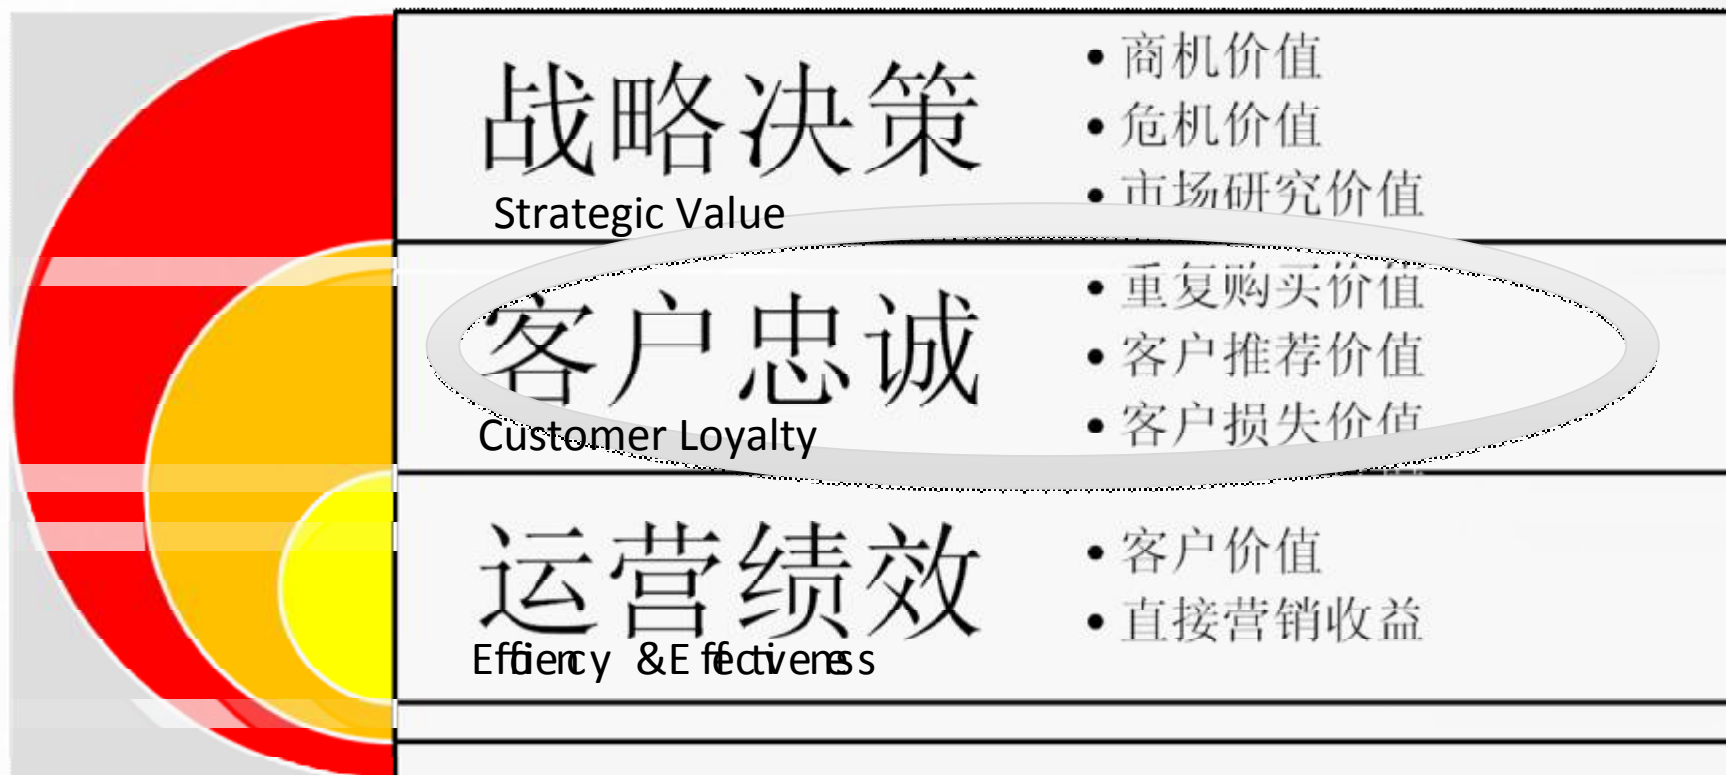 战略决策
Strategic Value
• 商机价值
• 危机价值
• 市场研究价值
客户忠诚
Customer Loyalty
• 重复购买价值
• 客户推荐价值
• 客户损失价值
运营绩效
Efficiency & Effectiveness
• 客户价值
• 直接营销收益